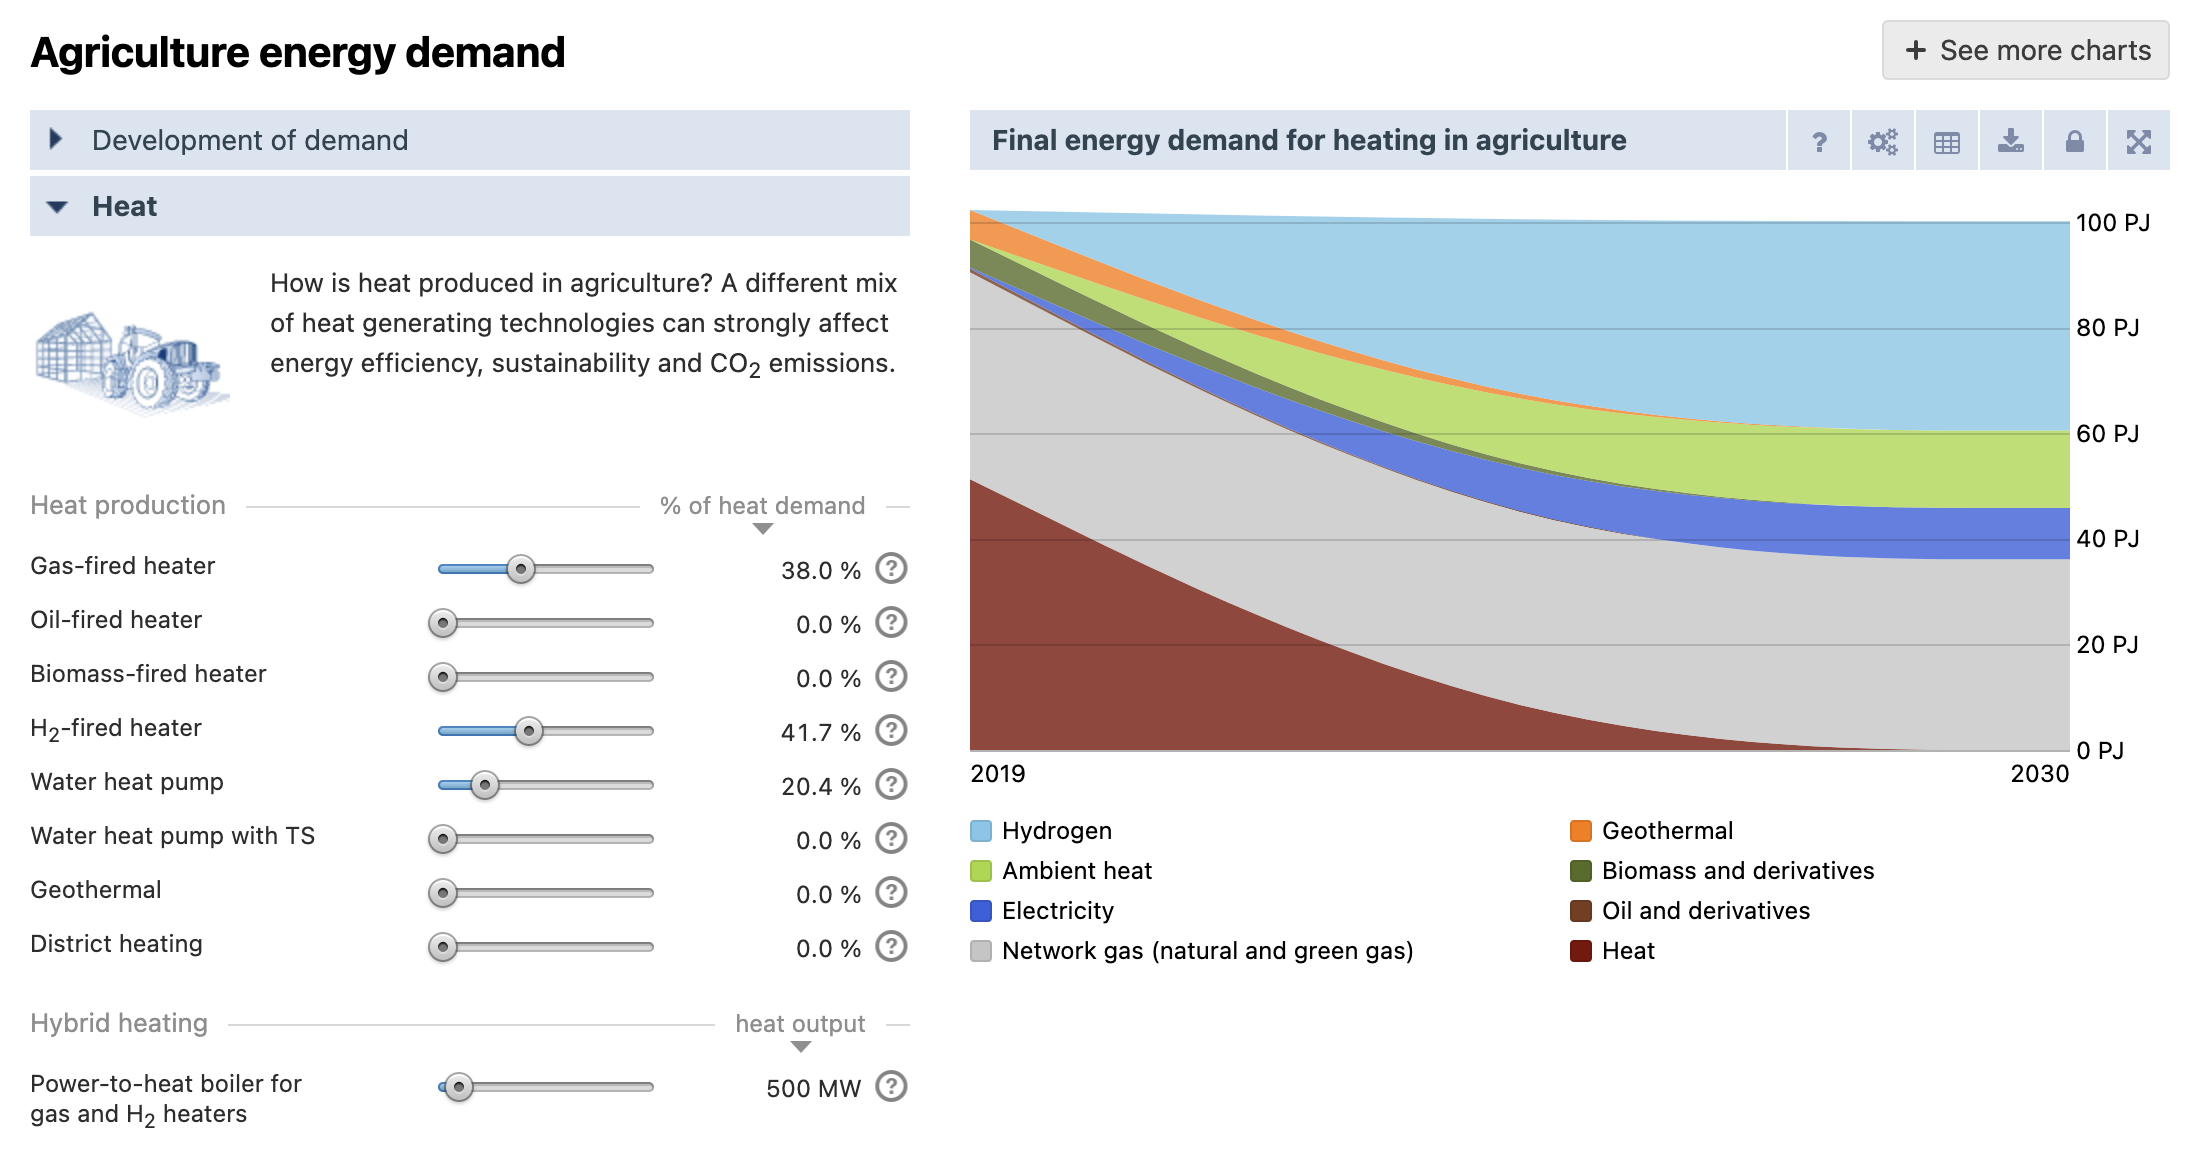 Agriculture energy demand
+ See more charts
Development of demand
Heat
How is heat produced in agriculture? A different mix
of heat generating technologies can strongly affect
energy efficiency, sustainability and CO2 emissions.
Heat production
% of heat demand
Gas-fired heater 38.0 % ?
Oil-fired heater 0.0 % ?
Biomass-fired heater 0.0 % ?
H2-fired heater 41.7 % ?
Water heat pump 20.4 % ?
Water heat pump with TS 0.0 % ?
Geothermal 0.0 % ?
District heating 0.0 % ?
Hybrid heating
heat output
Power-to-heat boiler for
gas and H2 heaters
500 MW ?
Final energy demand for heating in agriculture
?
100 PJ
80 PJ
60 PJ
40 PJ
20 PJ
0 PJ
2019 2030
Hydrogen
Geothermal
Ambient heat
Biomass and derivatives
Electricity
Oil and derivatives
Network gas (natural and green gas)
Heat